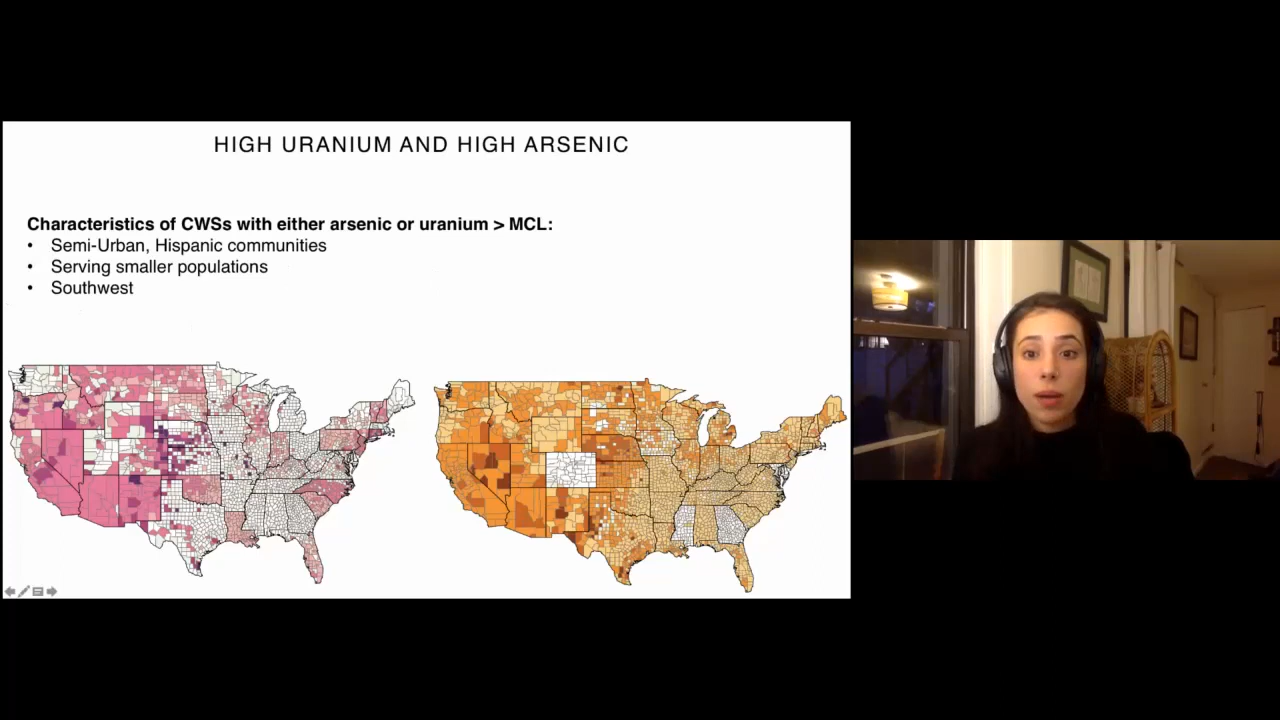 HIGH URANIUM AND HIGH ARSENIC
Characteristics of CWSs with either arsenic or uranium > MCL:
• Semi-Urban, Hispanic communities
• Serving smaller populations
• Southwest